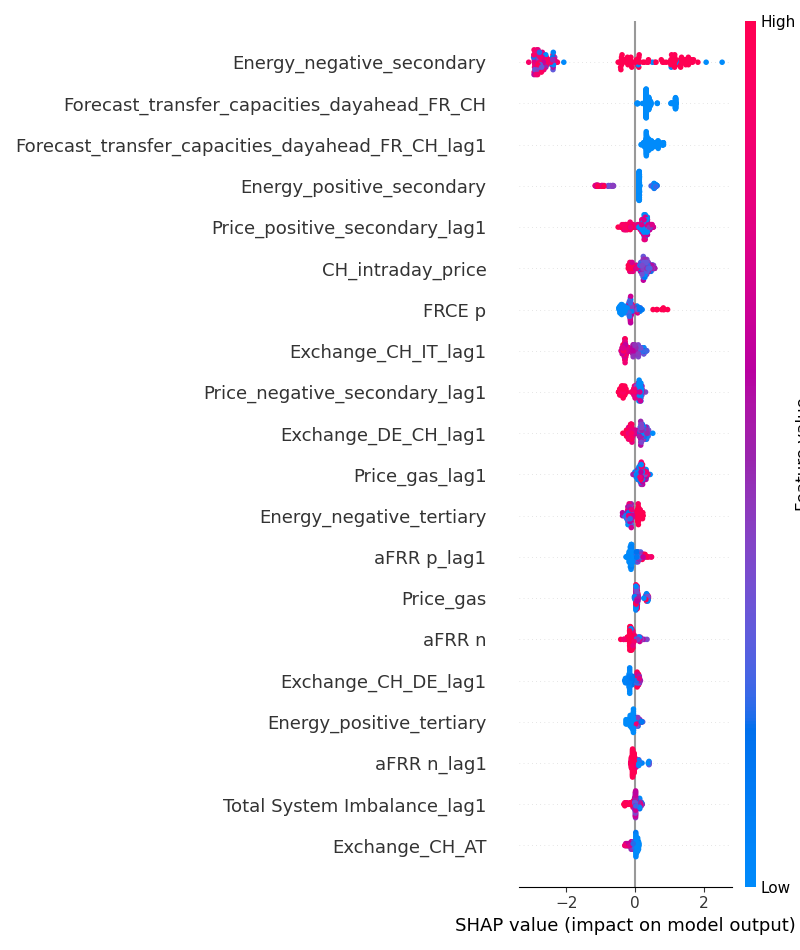 High
Energy_negative_secondary
Forecast_transfer_capacities_dayahead_FR_CH
Forecast_transfer_capacities_dayahead_FR_CH_lag1
Energy_positive_secondary
Price_positive_secondary_lag1
CH_intraday_price
FRCE p
Exchange_CH_IT_lag1
Price_negative_secondary_lag1
Exchange_DE_CH_lag1
Price_gas_lag1
Energy_negative_tertiary
aFRR p_lag1
Price_gas
aFRR n
Exchange_CH_DE_lag1
Energy_positive_tertiary
aFRR n_lag1
Total System Imbalance_lag1
Exchange_CH_AT
Low
−2 0 2
SHAP value (impact on model output)